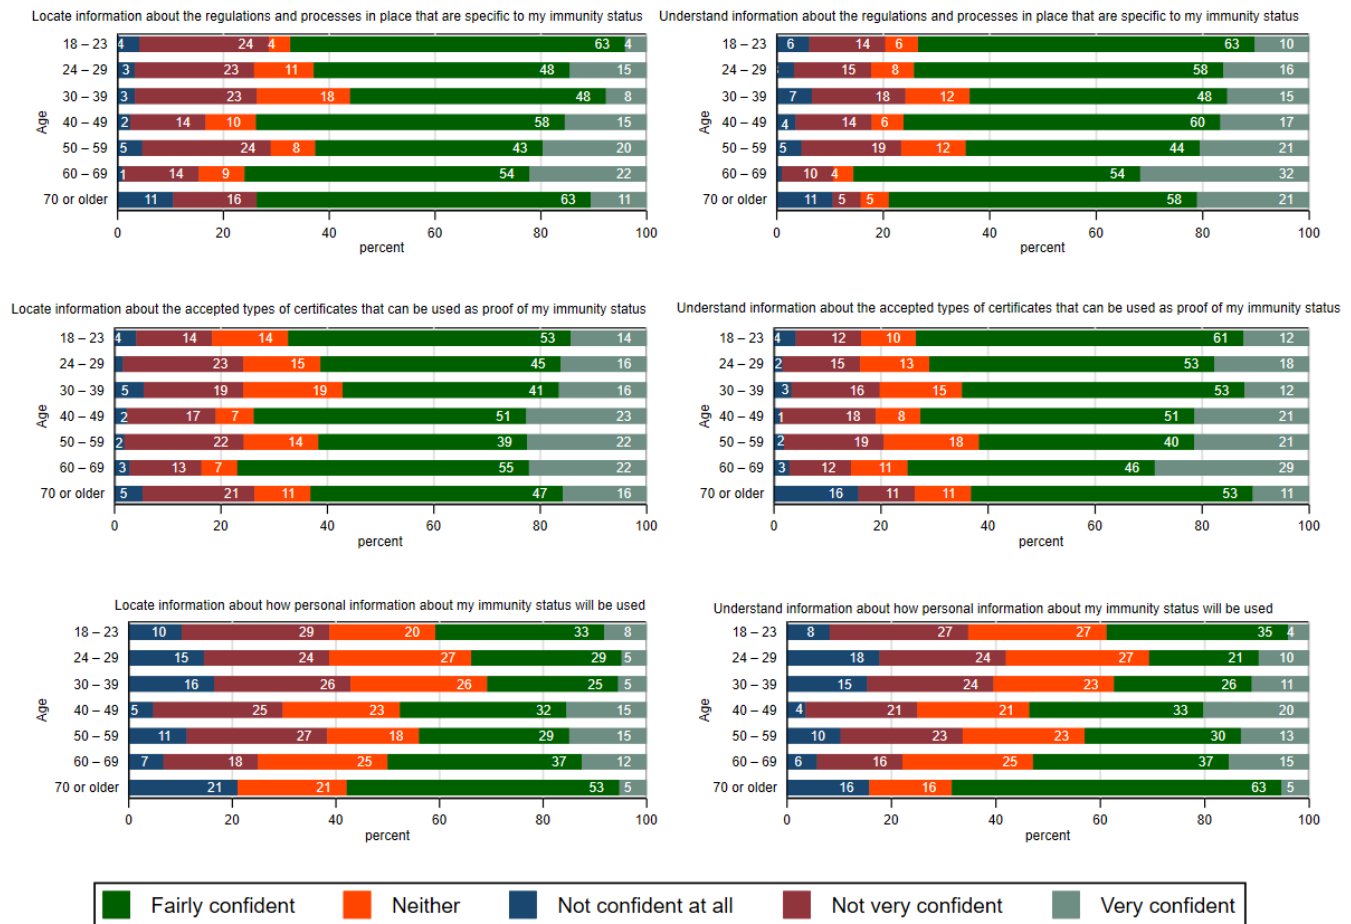 Locate information about the regulations and processes in place that are specific to my immunity status
Age
18 – 23 4 24 4 63 4
24 – 29 3 23 11 48 15
30 – 39 3 23 18 48 8
40 – 49 2 14 10 58 15
50 – 59 5 24 8 43 20
60 – 69 1 14 9 54 22
70 or older 11 16 63 11
0 20 40 60 80 100
percent
Understand information about the regulations and processes in place that are specific to my immunity status
Age
18 – 23 6 14 6 63 10
24 – 29 15 8 58 16
30 – 39 7 18 12 48 15
40 – 49 4 14 6 60 17
50 – 59 5 19 12 44 21
60 – 69 10 4 54 32
70 or older 11 5 5 58 21
0 20 40 60 80 100
percent
Locate information about the accepted types of certificates that can be used as proof of my immunity status
Age
18 – 23 4 14 14 53 14
24 – 29 23 15 45 16
30 – 39 5 19 19 41 16
40 – 49 2 17 7 51 23
50 – 59 2 22 14 39 22
60 – 69 3 13 7 55 22
70 or older 5 21 11 47 16
0 20 40 60 80 100
percent
Understand information about the accepted types of certificates that can be used as proof of my immunity status
Age
18 – 23 4 12 10 61 12
24 – 29 2 15 13 53 18
30 – 39 3 16 15 53 12
40 – 49 1 18 8 51 21
50 – 59 2 19 18 40 21
60 – 69 3 12 11 46 29
70 or older 16 11 11 53 11
0 20 40 60 80 100
percent
Locate information about how personal information about my immunity status will be used
Age
18 – 23 10 29 20 33 8
24 – 29 15 24 27 29 5
30 – 39 16 26 26 25 5
40 – 49 5 25 23 32 15
50 – 59 11 27 18 29 15
60 – 69 7 18 25 37 12
70 or older 21 21 53 5
0 20 40 60 80 100
percent
Understand information about how personal information about my immunity status will be used
Age
18 – 23 8 27 27 35 4
24 – 29 18 24 27 21 10
30 – 39 15 24 23 26 11
40 – 49 4 21 21 33 20
50 – 59 10 23 23 30 13
60 – 69 6 16 25 37 15
70 or older 16 16 63 5
0 20 40 60 80 100
percent
Fairly confident Neither Not confident at all Not very confident Very confident